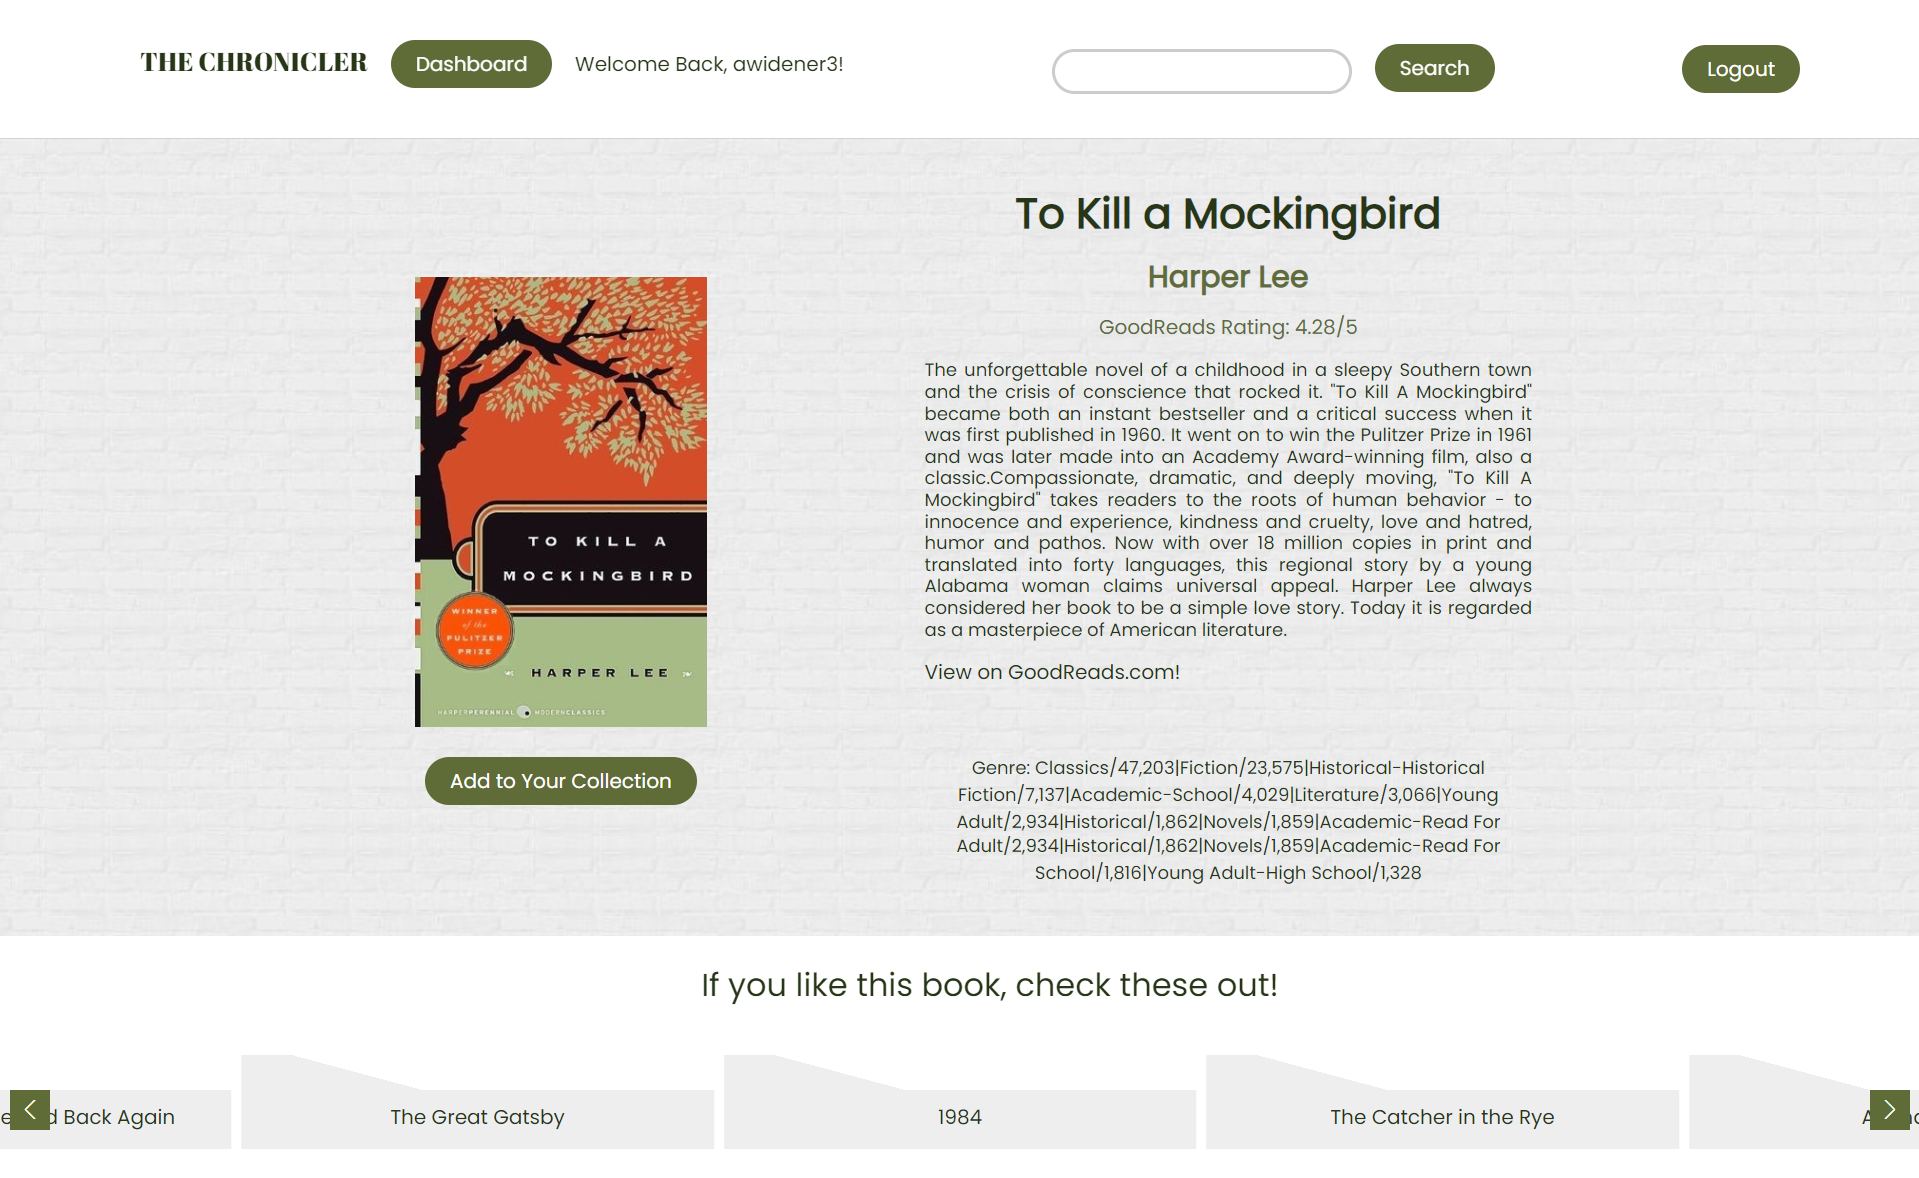 THE CHRONICLER
Dashboard
Welcome Back, awidener3!
Search
Logout
To Kill a Mockingbird
Harper Lee
GoodReads Rating: 4.28/5
The unforgettable novel of a childhood in a sleepy Southern town
and the crisis of conscience that rocked it. "To Kill A Mockingbird"
became both an instant bestseller and a critical success when it
was first published in 1960. It went on to win the Pulitzer Prize in 1961
and was later made into an Academy Award-winning film, also a
classic.Compassionate, dramatic, and deeply moving, "To Kill A
Mockingbird" takes readers to the roots of human behavior - to
innocence and experience, kindness and cruelty, love and hatred,
humor and pathos. Now with over 18 million copies in print and
translated into forty languages, this regional story by a young
Alabama woman claims universal appeal. Harper Lee always
considered her book to be a simple love story. Today it is regarded
as a masterpiece of American literature.
View on GoodReads.com!
TO KILL A
MOCKINGBIRD
WINNER
of the
PULITZER
PRIZE
HARPER LEE
HARPERPERENNIAL MODERNCLASSICS
Add to Your Collection
Genre: Classics/47,203|Fiction/23,575|Historical-Historical
Fiction/7,137|Academic-School/4,029|Literature/3,066|Young
Adult/2,934|Historical/1,862|Novels/1,859|Academic-Read For
Adult/2,934|Historical/1,862|Novels/1,859|Academic-Read For
School/1,816|Young Adult-High School/1,328
If you like this book, check these out!
Back Again
The Great Gatsby
1984
The Catcher in the Rye